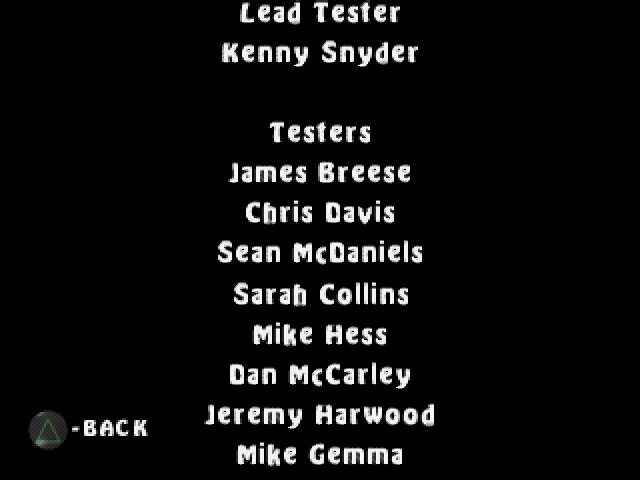 Lead Tester
Kenny Snyder
Testers
James Breese
Chris Davis
Sean McDaniels
Sarah Collins
Mike Hess
Dan McCarley
Jeremy Harwood
-BACK
Mike Gemma